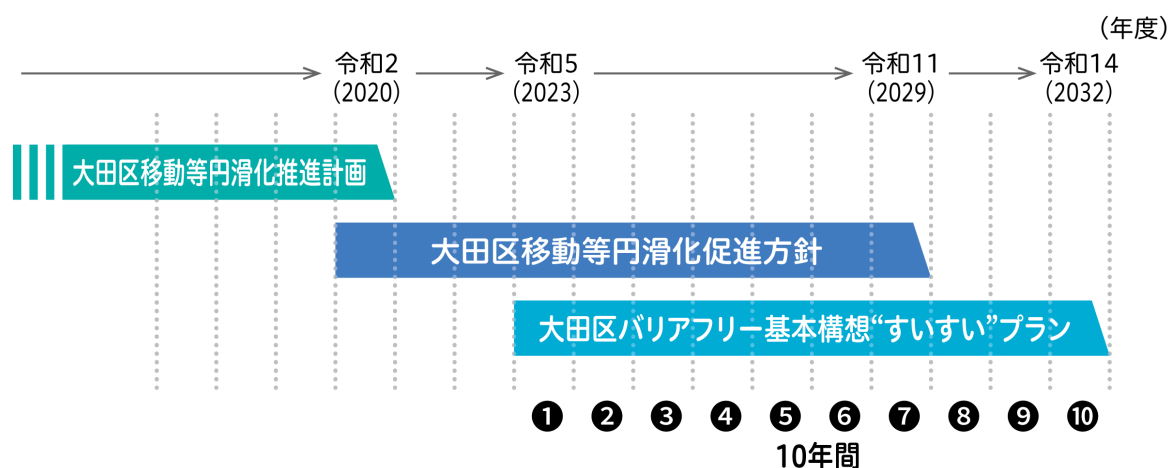 （年度）
令和2
（2020）
令和5
（2023）
令和11
（2029）
令和14
（2032）
大田区移動等円滑化推進計画
大田区移動等円滑化促進方針
大田区バリアフリー基本構想“すいすい”プラン
❶ ❷ ❸ ❹ ❺ ❻ ❼ ❽ ❾ ❿
10年間